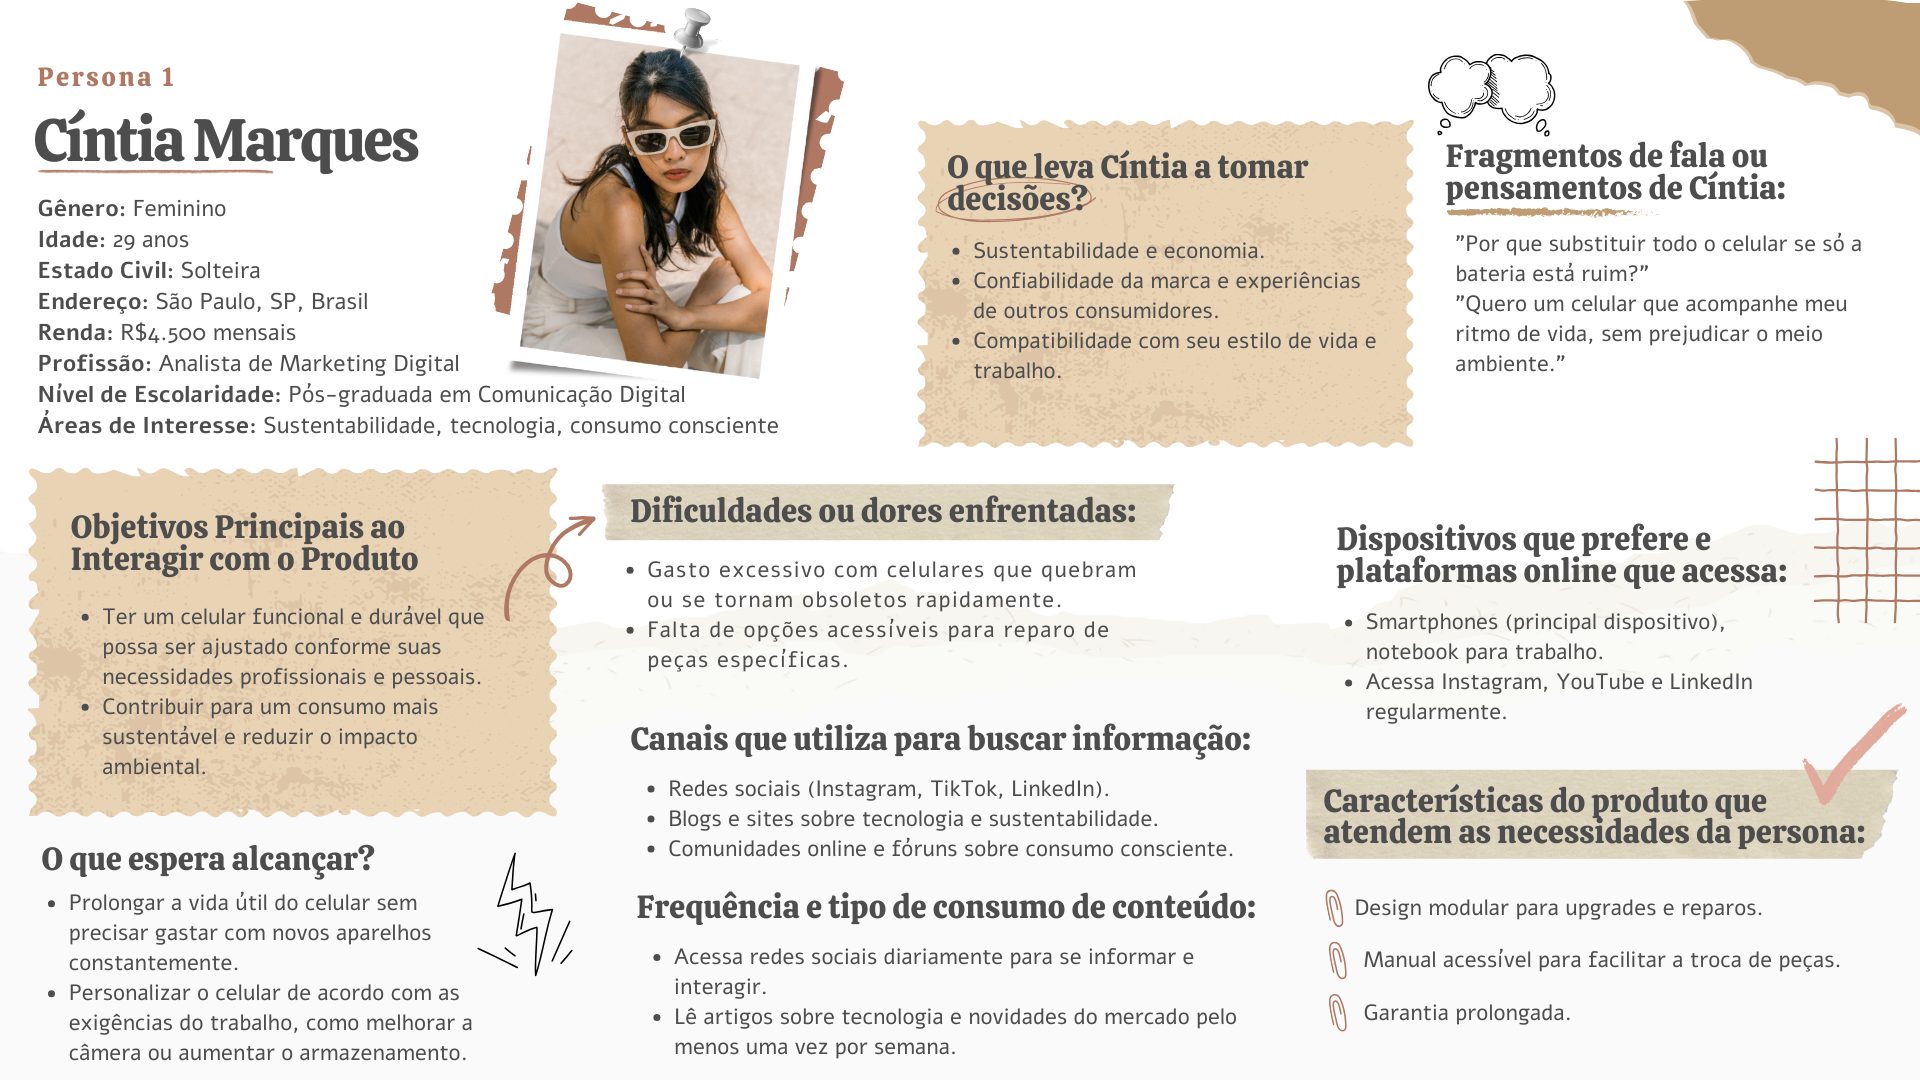 Persona 1
Cíntia Marques
Gênero: Feminino
Idade: 29 anos
Estado Civil: Solteira
Endereço: São Paulo, SP, Brasil
Renda: R$4.500 mensais
Profissão: Analista de Marketing Digital
Nível de Escolaridade: Pós-graduada em Comunicação Digital
Áreas de Interesse: Sustentabilidade, tecnologia, consumo consciente
O que leva Cíntia a tomar
decisões?
• Sustentabilidade e economia.
• Confiabilidade da marca e experiências
de outros consumidores.
• Compatibilidade com seu estilo de vida e
trabalho.
Fragmentos de fala ou
pensamentos de Cíntia:
"Por que substituir todo o celular se só a
bateria está ruim?"
"Quero um celular que acompanhe meu
ritmo de vida, sem prejudicar o meio
ambiente."
Objetivos Principais ao
Interagir com o Produto
• Ter um celular funcional e durável que
possa ser ajustado conforme suas
necessidades profissionais e pessoais.
• Contribuir para um consumo mais
sustentável e reduzir o impacto
ambiental.
O que espera alcançar?
• Prolongar a vida útil do celular sem
precisar gastar com novos aparelhos
constantemente.
• Personalizar o celular de acordo com as
exigências do trabalho, como melhorar a
câmera ou aumentar o armazenamento.
Dificuldades ou dores enfrentadas:
• Gasto excessivo com celulares que quebram
ou se tornam obsoletos rapidamente.
• Falta de opções acessíveis para reparo de
peças específicas.
Canais que utiliza para buscar informação:
• Redes sociais (Instagram, TikTok, LinkedIn).
• Blogs e sites sobre tecnologia e sustentabilidade.
• Comunidades online e fóruns sobre consumo consciente.
Frequência e tipo de consumo de conteúdo:
• Acessa redes sociais diariamente para se informar e
interagir.
• Lê artigos sobre tecnologia e novidades do mercado pelo
menos uma vez por semana.
Dispositivos que prefere e
plataformas online que acessa:
• Smartphones (principal dispositivo),
notebook para trabalho.
• Acessa Instagram, YouTube e LinkedIn
regularmente.
Características do produto que
atendem as necessidades da persona:
Design modular para upgrades e reparos.
Manual acessível para facilitar a troca de peças.
Garantia prolongada.